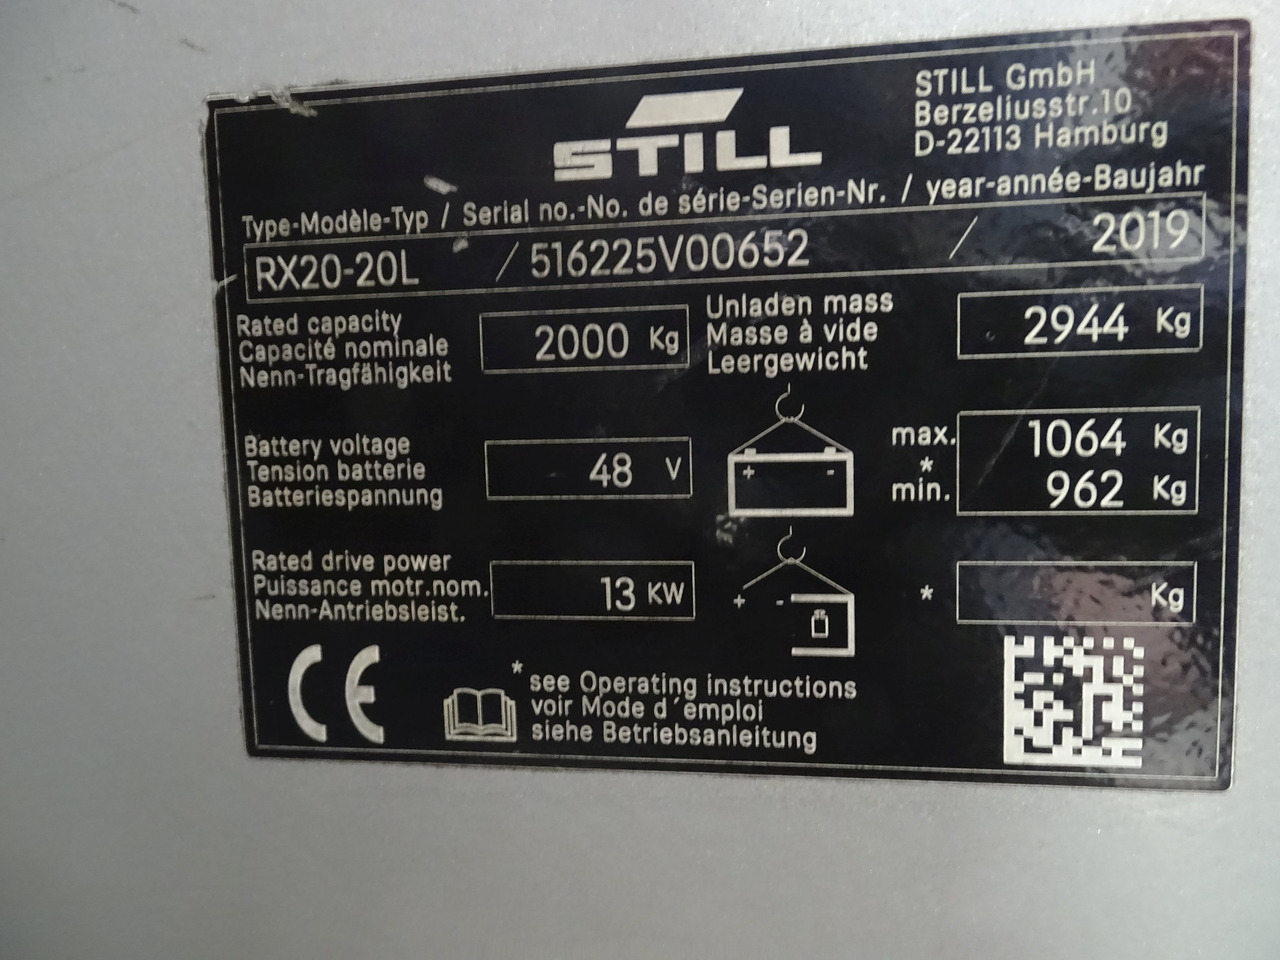 STILL
STILL GmbH
Berzeliusstr.10
D-22113 Hamburg
Type-Modèle-Typ / Serial no.-No. de série-Serien-Nr. / year-année-Baujahr
RX20-20L / 516225V00652 / 2019
Rated capacity
Capacité nominale
Nenn-Tragfähigkeit
2000 Kg
Unladen mass
Masse à vide
Leergewicht
2944 Kg
Battery voltage
Tension batterie
Batteriespannung
48 V
+ -
max. 1064 Kg
*
min. 962 Kg
Rated drive power
Puissance motr.nom.
Nenn-Antriebsleist.
13 KW
+ -
* Kg
CE
* see Operating instructions
voir Mode d´emploi
siehe Betriebsanleitung